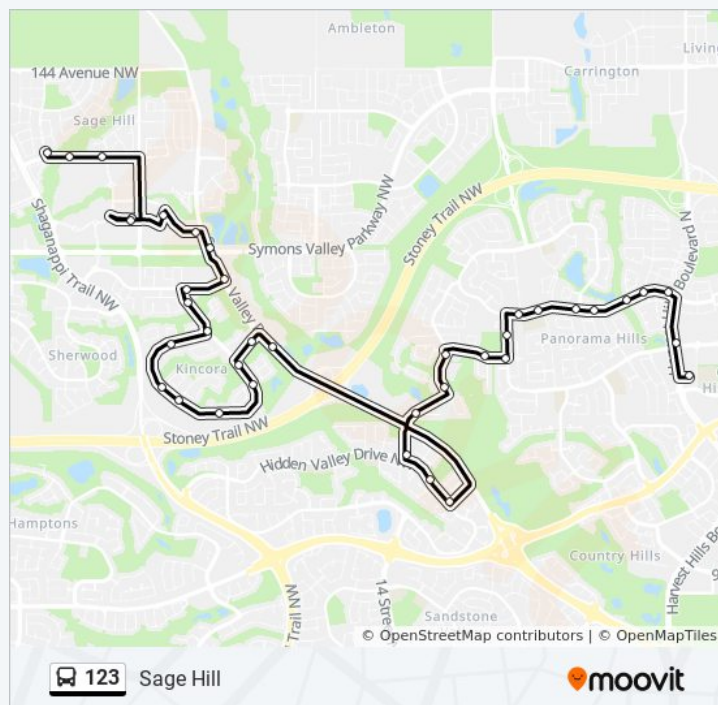 Ambleton
Livin
144 Avenue NW
Carrington
Sage Hill
Shaganappi Trail NW
Symons Valley Parkway NW
Stoney Trail NW
Boulevard N
Valley
Sherwood
Kincora
Panorama Hills
Hi
Stoney Trail NW
Hidden Valley Drive N
Hamptons
Country Hills
Harvest Hills Bo
9
Trail NW
14 Stre
Sandstone
© OpenStreetMap contributors | © OpenMapTiles
123 Sage Hill
moovit